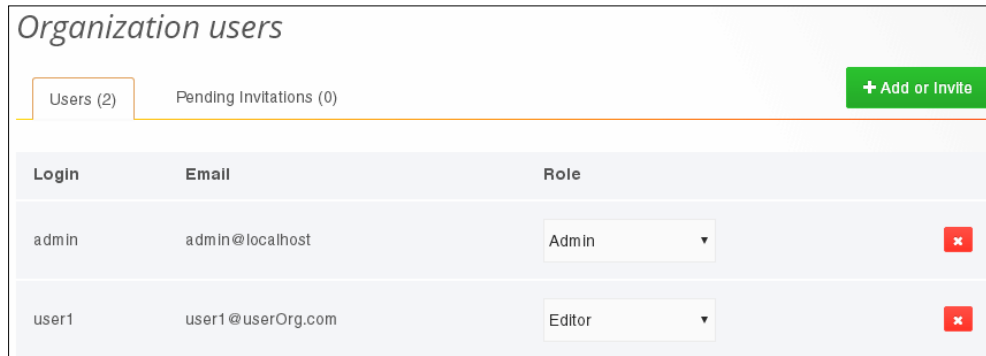 Organization users
Users (2) Pending Invitations (0) + Add or Invite
Login Email Role
admin admin@localhost Admin
user1 user1@userOrg.com Editor